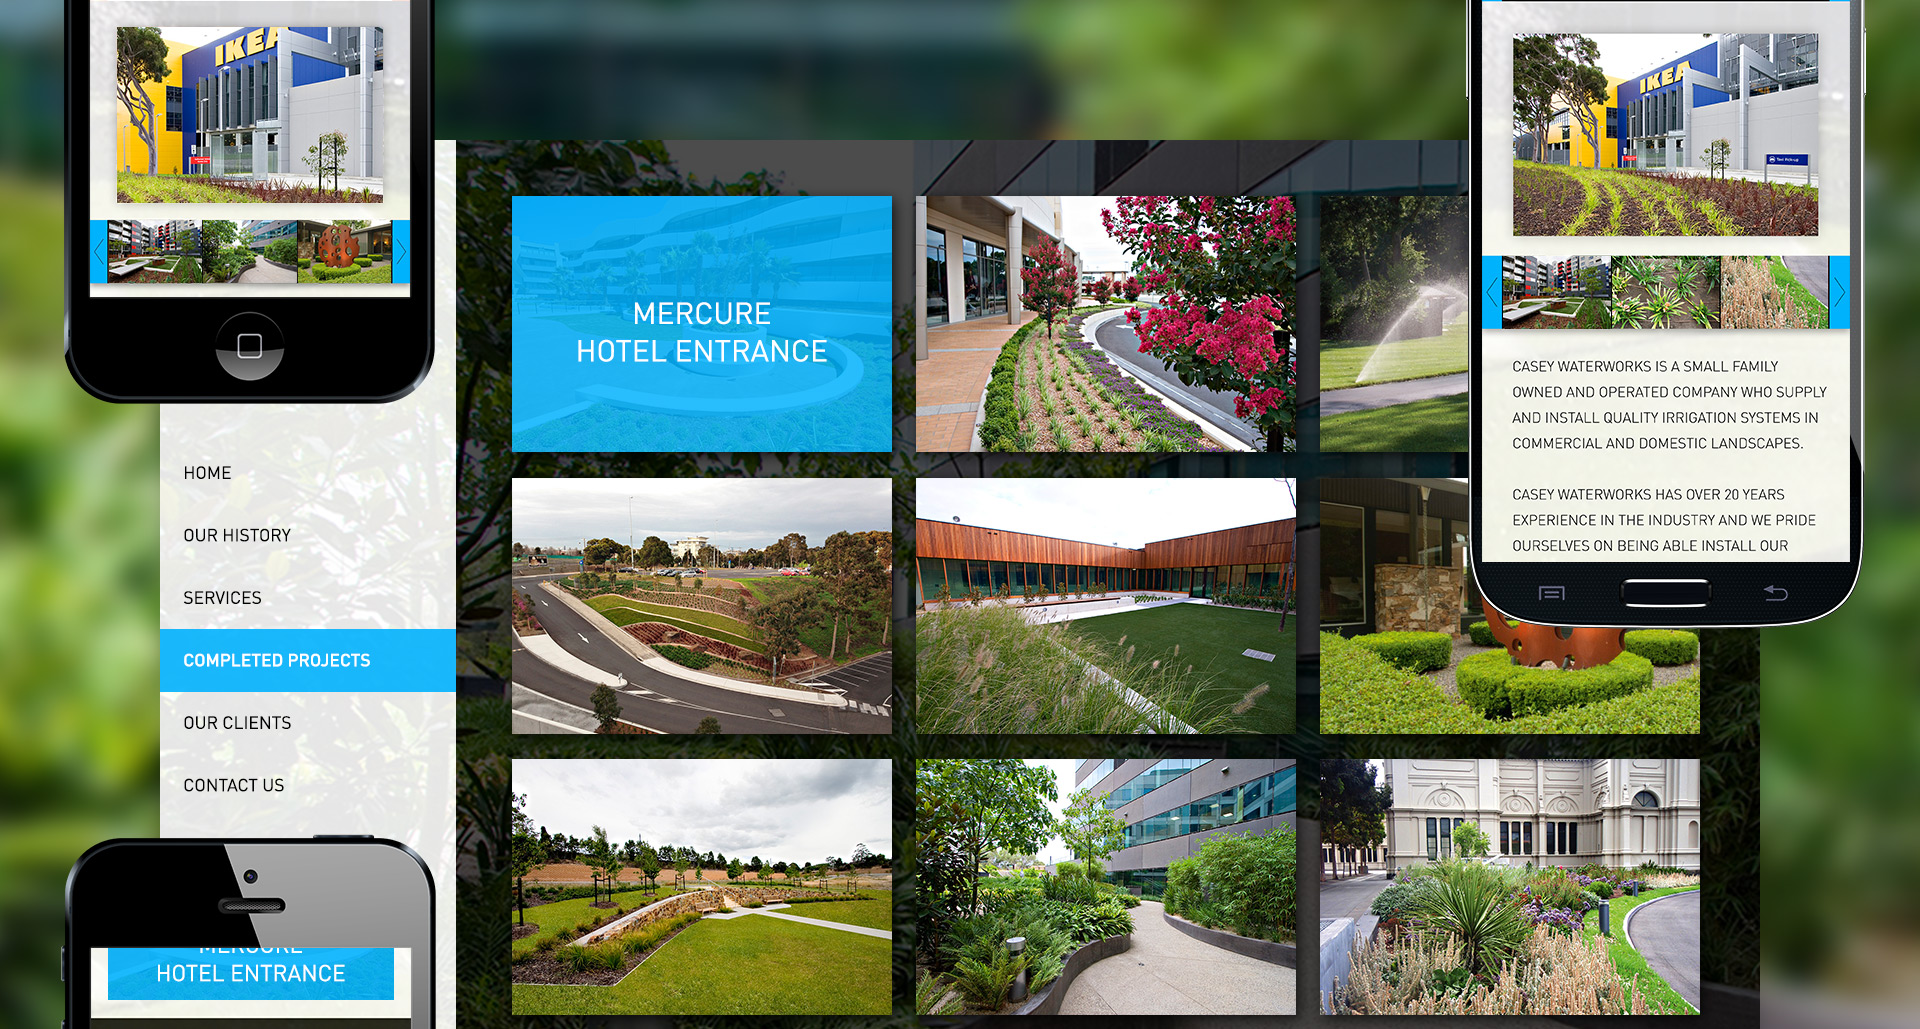 IKEA
MERCURE
HOTEL ENTRANCE
HOME
OUR HISTORY
SERVICES
COMPLETED PROJECTS
OUR CLIENTS
CONTACT US
MERCURE
HOTEL ENTRANCE
IKEA
CASEY WATERWORKS IS A SMALL FAMILY
OWNED AND OPERATED COMPANY WHO SUPPLY
AND INSTALL QUALITY IRRIGATION SYSTEMS IN
COMMERCIAL AND DOMESTIC LANDSCAPES.
CASEY WATERWORKS HAS OVER 20 YEARS
EXPERIENCE IN THE INDUSTRY AND WE PRIDE
OURSELVES ON BEING ABLE INSTALL OUR